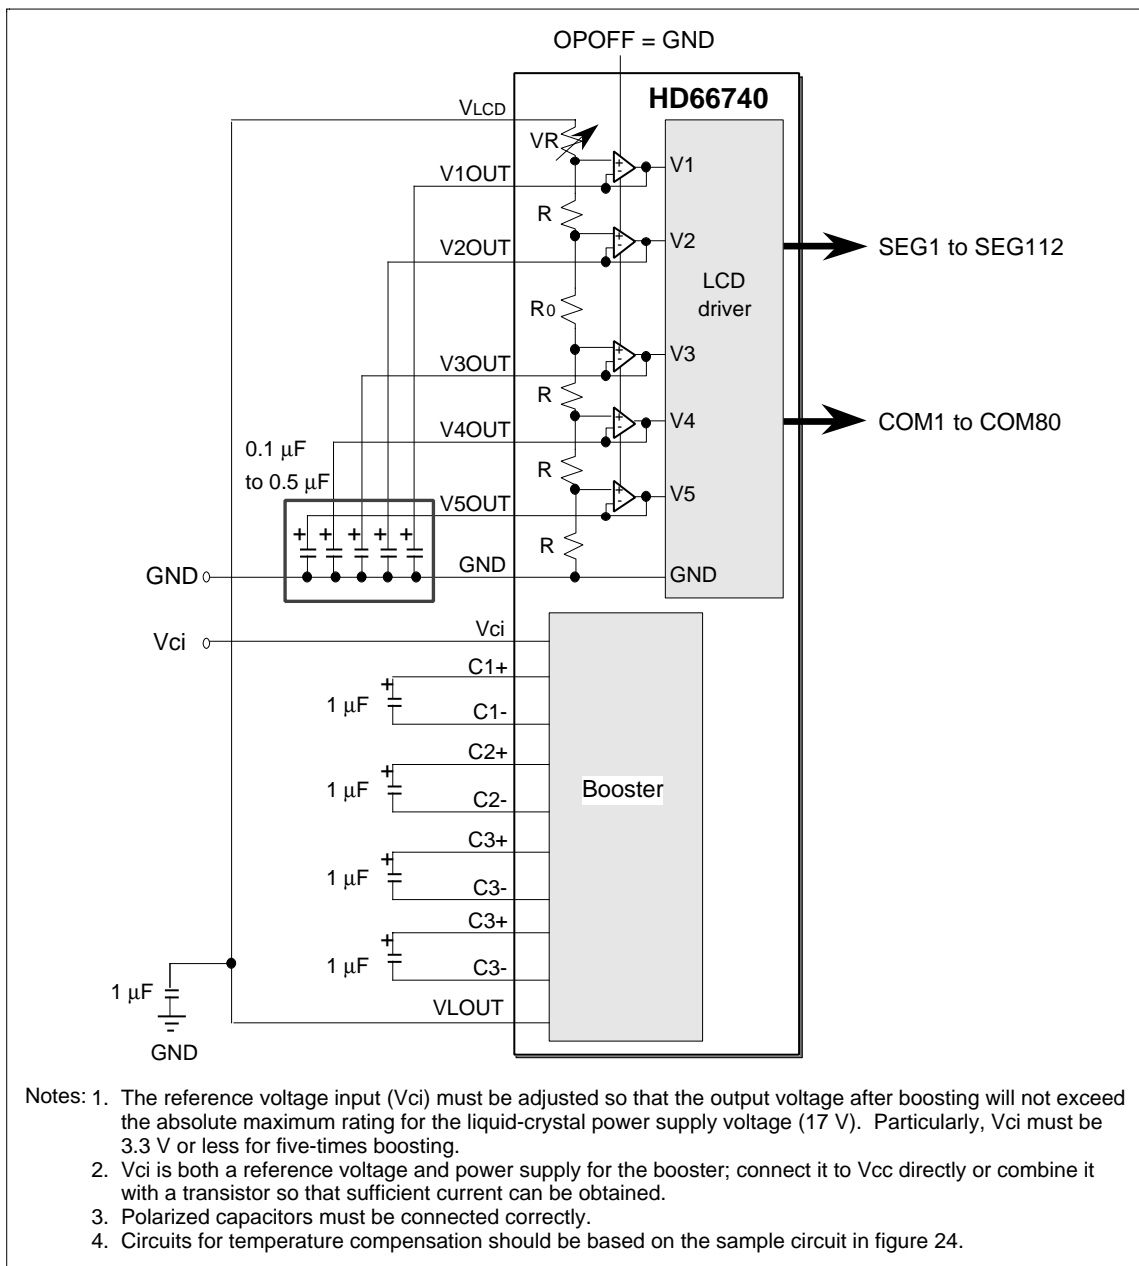 OPOFF = GND
HD66740
VLCD
VR
V1OUT
V1
R
V2OUT
V2
SEG1 to SEG112
LCD
driver
R0
V3OUT
V3
R
V4OUT
V4
COM1 to COM80
0.1 µF
to 0.5 µF
R
V5OUT
V5
+ + + + +
R
GND
GND
GND
Vci
Vci
C1+
+
1 µF
C1-
C2+
+
1 µF
C2-
Booster
C3+
+
1 µF
C3-
C3+
+
1 µF
C3-
1 µF
VLOUT
GND
Notes: 1. The reference voltage input (Vci) must be adjusted so that the output voltage after boosting will not exceed
the absolute maximum rating for the liquid-crystal power supply voltage (17 V). Particularly, Vci must be
3.3 V or less for five-times boosting.
2. Vci is both a reference voltage and power supply for the booster; connect it to Vcc directly or combine it
with a transistor so that sufficient current can be obtained.
3. Polarized capacitors must be connected correctly.
4. Circuits for temperature compensation should be based on the sample circuit in figure 24.